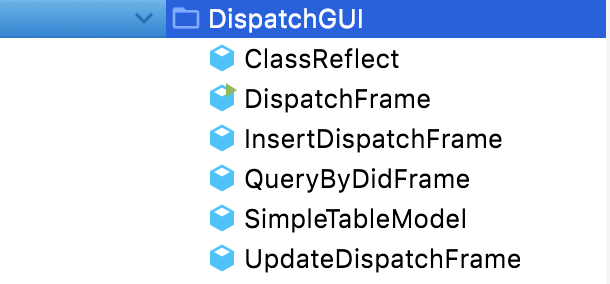 DispatchGUI
ClassReflect
DispatchFrame
InsertDispatchFrame
QueryByDidFrame
SimpleTableModel
UpdateDispatchFrame